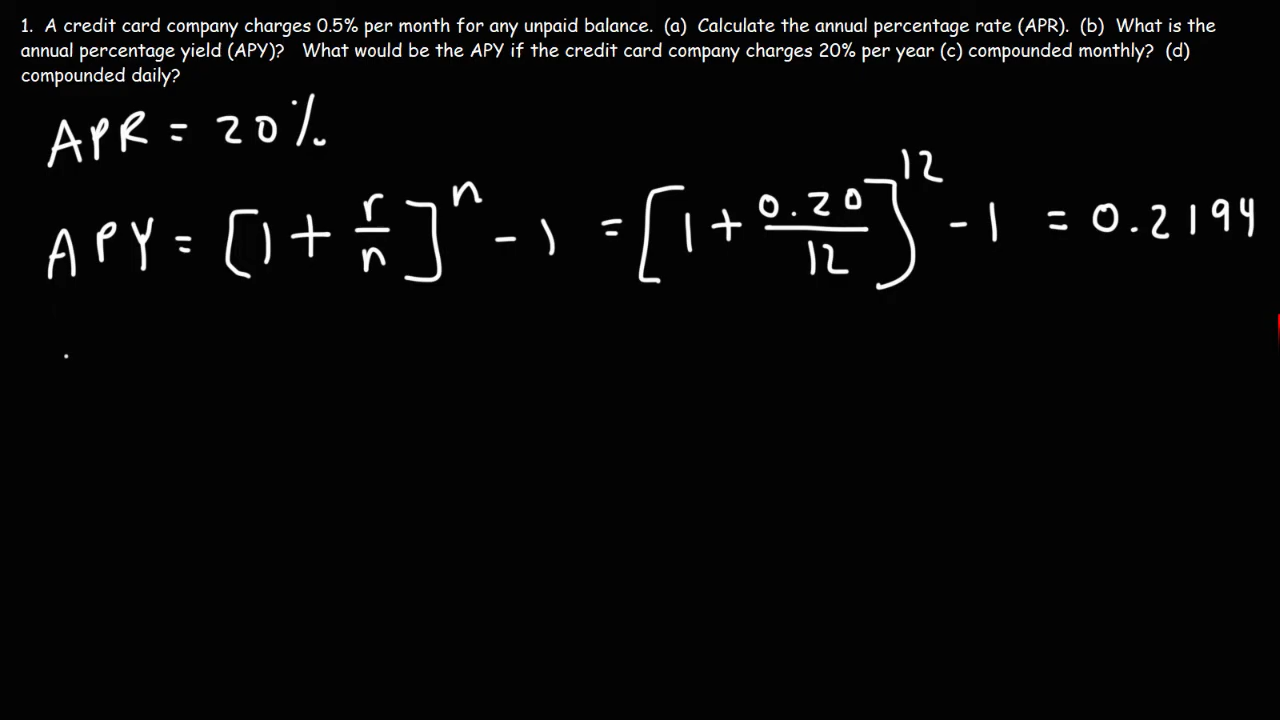 1. A credit card company charges 0.5% per month for any unpaid balance. (a) Calculate the annual percentage rate (APR). (b) What is the
annual percentage yield (APY)? What would be the APY if the credit card company charges 20% per year (c) compounded monthly? (d)
compounded daily?
APR = 20%
APY = [1 + r/n]^n - 1 = [1 + 0.20/12]^12 - 1 = 0.2194